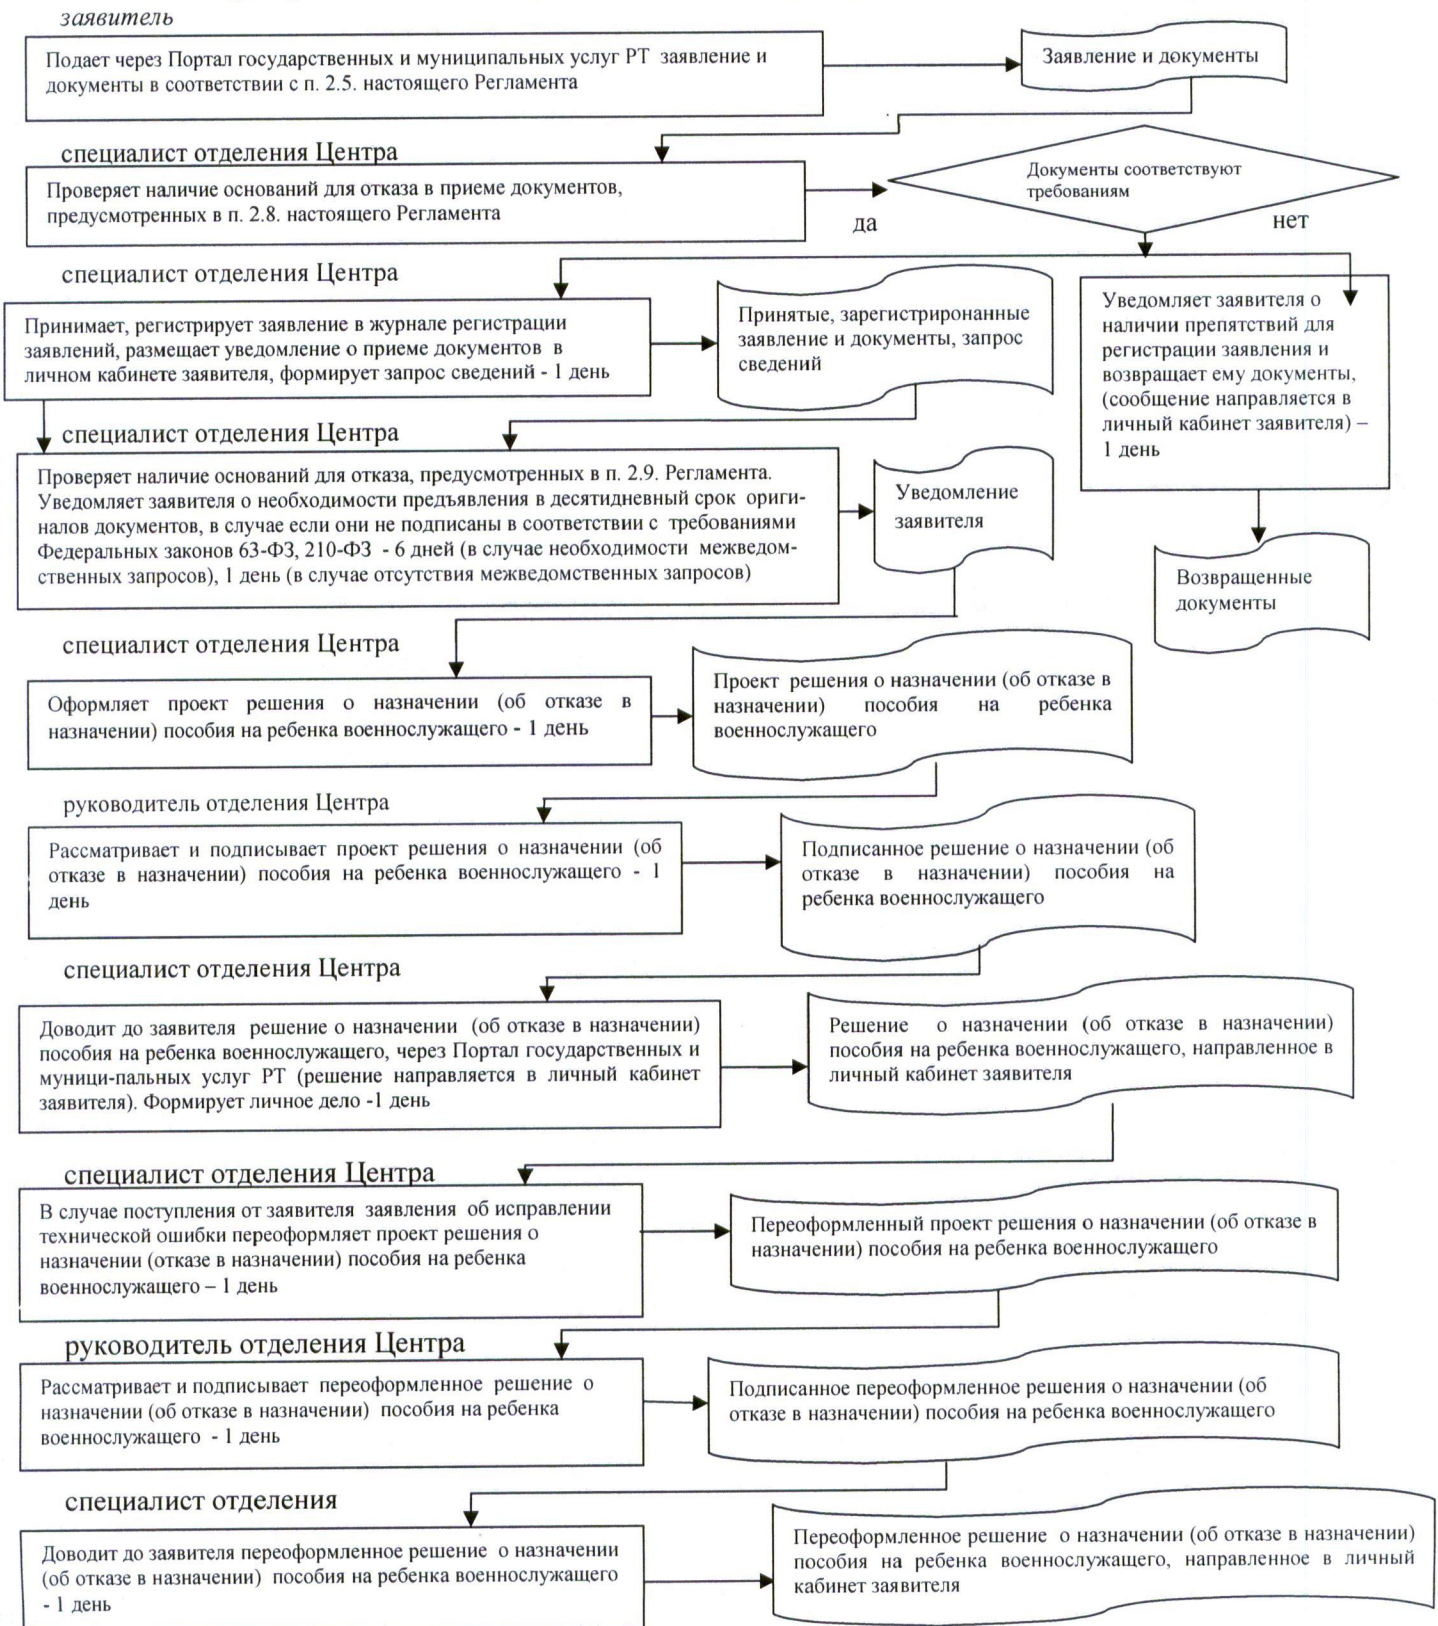 заявитель
Подает через Портал государственных и муниципальных услуг РТ заявление и
документы в соответствии с п. 2.5. настоящего Регламента
Заявление и документы
специалист отделения Центра
Проверяет наличие оснований для отказа в приеме документов,
предусмотренных в п. 2.8. настоящего Регламента
Документы соответствуют
требованиям
да
нет
специалист отделения Центра
Принимает, регистрирует заявление в журнале регистрации
заявлений, размещает уведомление о приеме документов в
личном кабинете заявителя, формирует запрос сведений - 1 день
Принятые, зарегистрированные
заявление и документы, запрос
сведений
Уведомляет заявителя о
наличии препятствий для
регистрации заявления и
возвращает ему документы,
(сообщение направляется в
личный кабинет заявителя) –
1 день
специалист отделения Центра
Проверяет наличие оснований для отказа, предусмотренных в п. 2.9. Регламента.
Уведомляет заявителя о необходимости предъявления в десятидневный срок ориги-
налов документов, в случае если они не подписаны в соответствии с требованиями
Федеральных законов 63-ФЗ, 210-ФЗ - 6 дней (в случае необходимости межведом-
ственных запросов), 1 день (в случае отсутствия межведомственных запросов)
Уведомление
заявителя
Возвращенные
документы
специалист отделения Центра
Оформляет проект решения о назначении (об отказе в
назначении) пособия на ребенка военнослужащего - 1 день
Проект решения о назначении (об отказе в
назначении) пособия на ребенка
военнослужащего
руководитель отделения Центра
Рассматривает и подписывает проект решения о назначении (об
отказе в назначении) пособия на ребенка военнослужащего - 1
день
Подписанное решение о назначении (об
отказе в назначении) пособия на
ребенка военнослужащего
специалист отделения Центра
Доводит до заявителя решение о назначении (об отказе в назначении)
пособия на ребенка военнослужащего, через Портал государственных и
муници-пальных услуг РТ (решение направляется в личный кабинет
заявителя). Формирует личное дело -1 день
Решение о назначении (об отказе в назначении)
пособия на ребенка военнослужащего, направленное в
личный кабинет заявителя
специалист отделения Центра
В случае поступления от заявителя заявления об исправлении
технической ошибки переоформляет проект решения о
назначении (отказе в назначении) пособия на ребенка
военнослужащего – 1 день
Переоформленный проект решения о назначении (об отказе в
назначении) пособия на ребенка военнослужащего
руководитель отделения Центра
Рассматривает и подписывает переоформленное решение о
назначении (об отказе в назначении) пособия на ребенка
военнослужащего - 1 день
Подписанное переоформленное решения о назначении (об
отказе в назначении) пособия на ребенка военнослужащего
специалист отделения
Доводит до заявителя переоформленное решение о назначении
(об отказе в назначении) пособия на ребенка военнослужащего
- 1 день
Переоформленное решение о назначении (об отказе в назначении)
пособия на ребенка военнослужащего, направленное в личный
кабинет заявителя